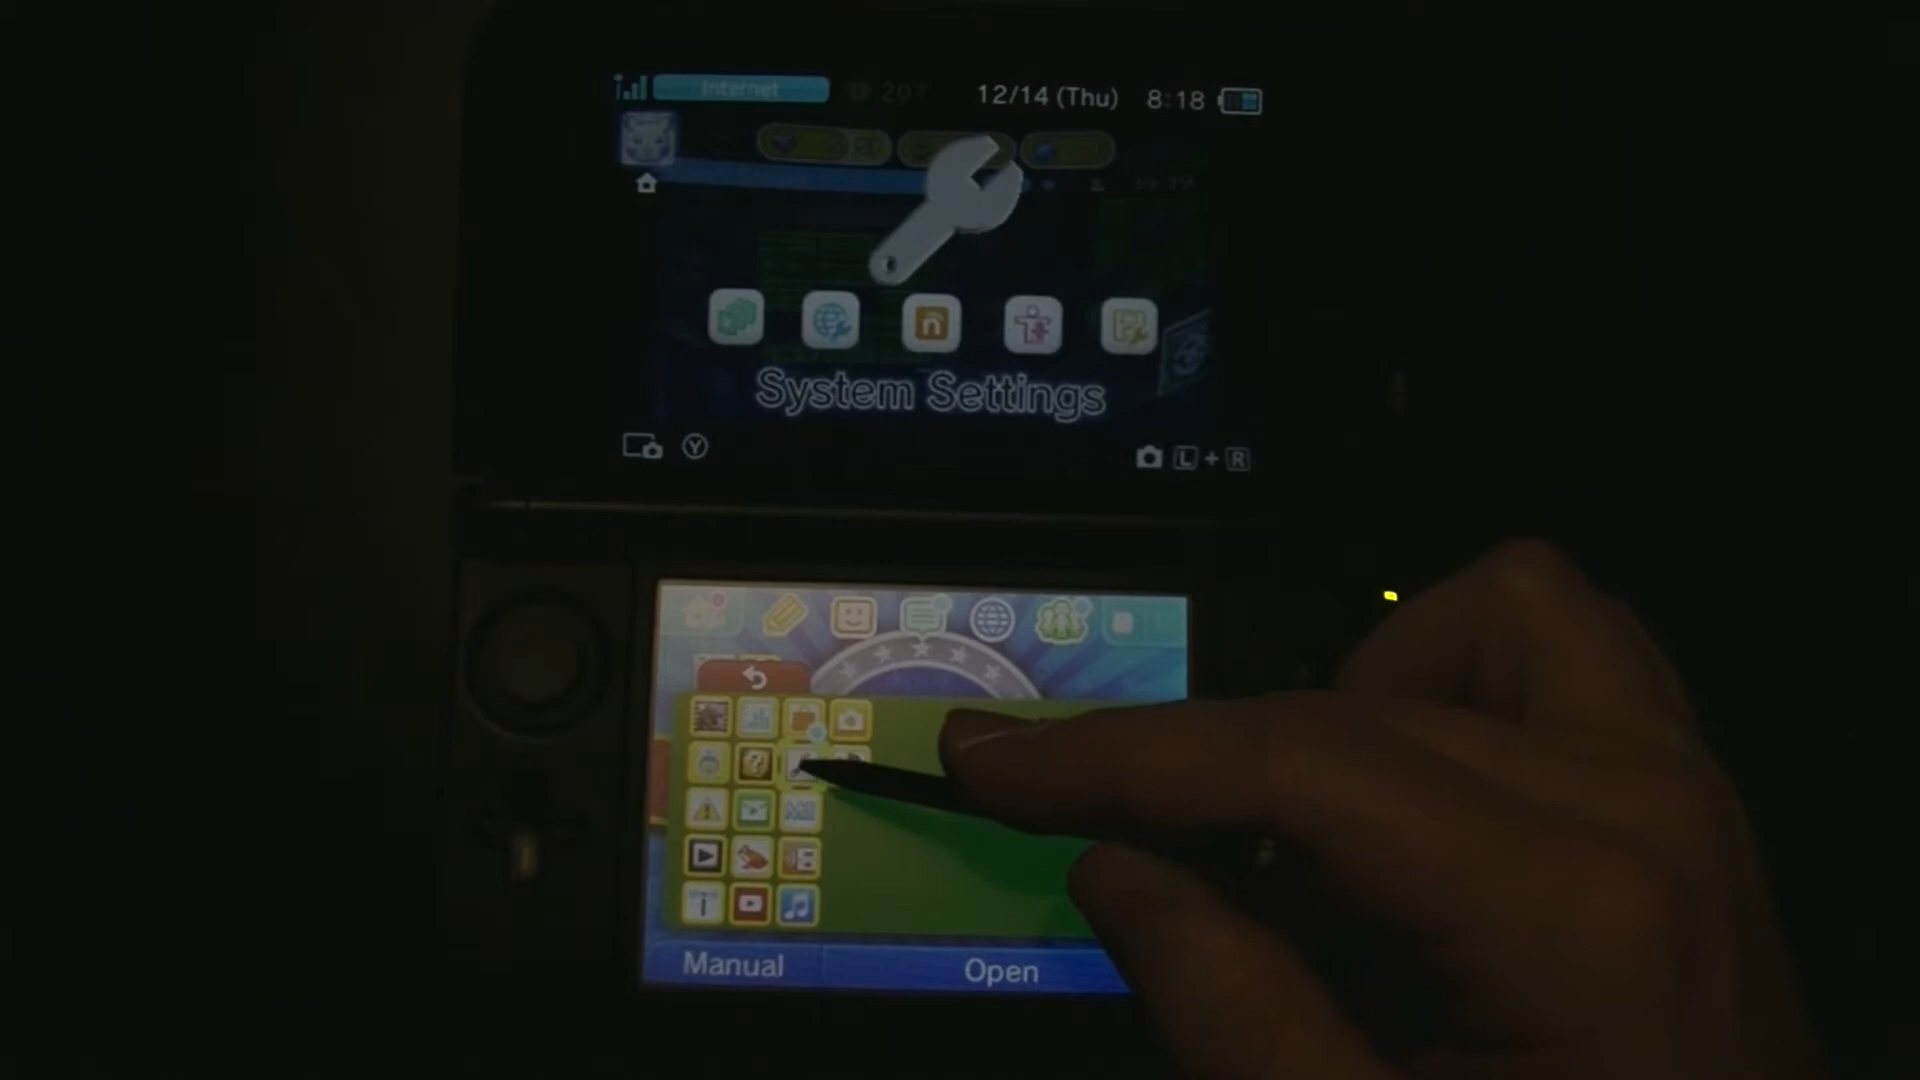 Internet
12/14 (Thu) 8:18
System Settings
Y
L + R
Manual
Open